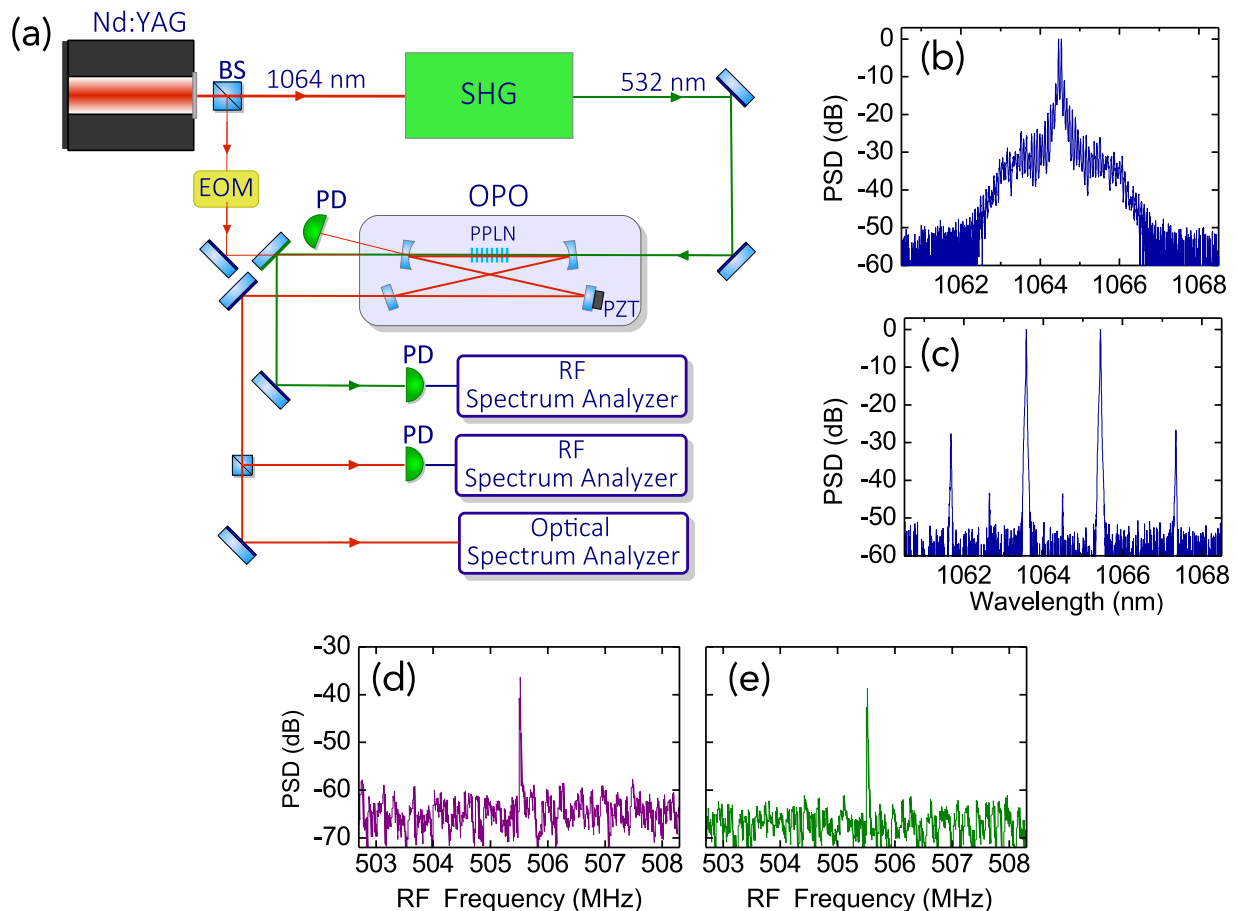 (a)
Nd:YAG
BS
1064 nm
SHG
532 nm
EOM
PD
OPO
PPLN
PZT
PD
RF
Spectrum Analyzer
PD
RF
Spectrum Analyzer
Optical
Spectrum Analyzer
(b)
PSD (dB)
0
-10
-20
-30
-40
-50
-60
1062 1064 1066 1068
(c)
PSD (dB)
0
-10
-20
-30
-40
-50
-60
1062 1064 1066 1068
Wavelength (nm)
(d)
PSD (dB)
-30
-40
-50
-60
-70
503 504 505 506 507 508
RF Frequency (MHz)
(e)
503 504 505 506 507 508
RF Frequency (MHz)